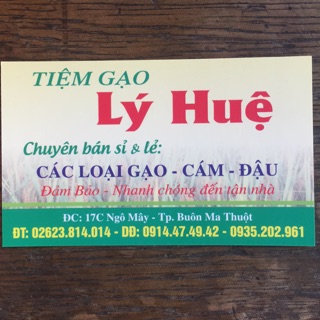 TIỆM GẠO
Lý Huệ
Chuyên bán sỉ & lẻ:
CÁC LOẠI GẠO - CÁM - ĐẬU
Đảm Bảo - Nhanh chóng đến tận nhà
ĐC: 17C Ngô Mây - Tp. Buôn Ma Thuột
ĐT: 02623.814.014 - DĐ: 0914.47.49.42 - 0935.202.961